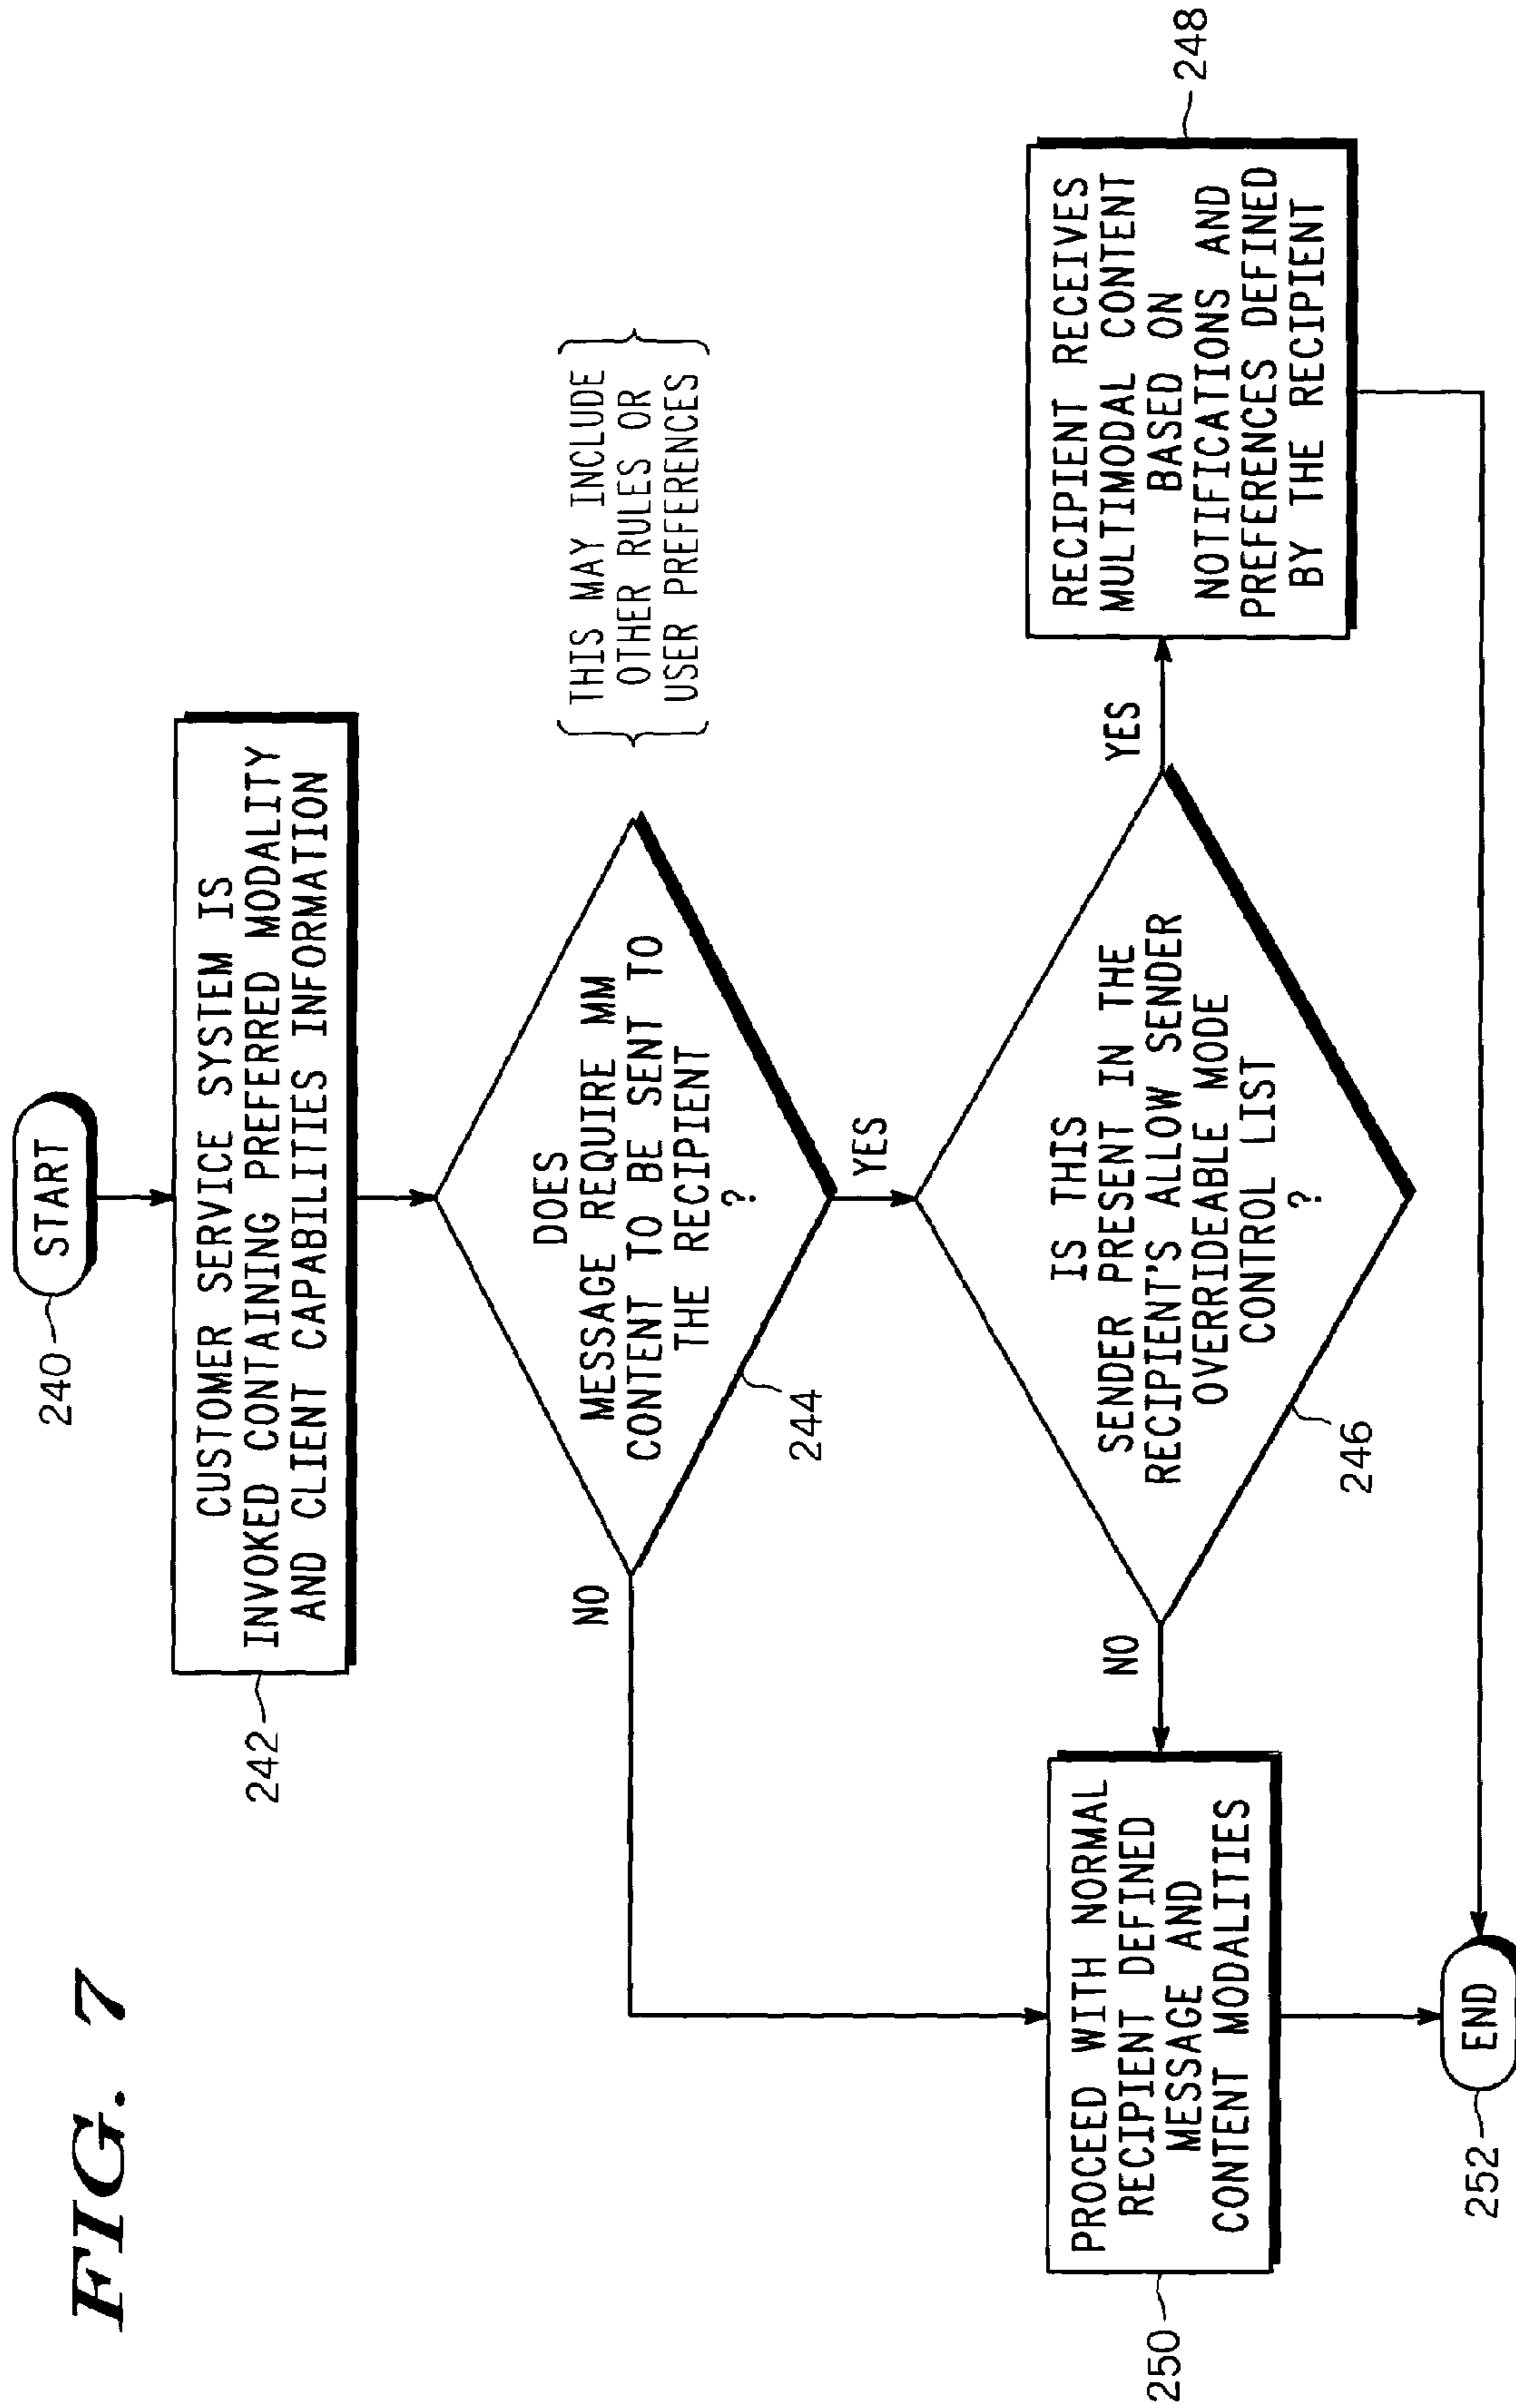 FIG. 7
START
240
CUSTOMER SERVICE SYSTEM IS
INVOKED CONTAINING PREFERRED MODALITY
AND CLIENT CAPABILITIES INFORMATION
242
DOES
MESSAGE REQUIRE MM
CONTENT TO BE SENT TO
THE RECIPIENT
?
244
THIS MAY INCLUDE
OTHER RULES OR
USER PREFERENCES
NO
YES
IS THIS
SENDER PRESENT IN THE
RECIPIENT'S ALLOW SENDER
OVERRIDEABLE MODE
CONTROL LIST
?
246
NO
YES
PROCEED WITH NORMAL
RECIPIENT DEFINED
MESSAGE AND
CONTENT MODALITIES
250
RECIPIENT RECEIVES
MULTIMODAL CONTENT
BASED ON
NOTIFICATIONS AND
PREFERENCES DEFINED
BY THE RECIPIENT
248
END
252